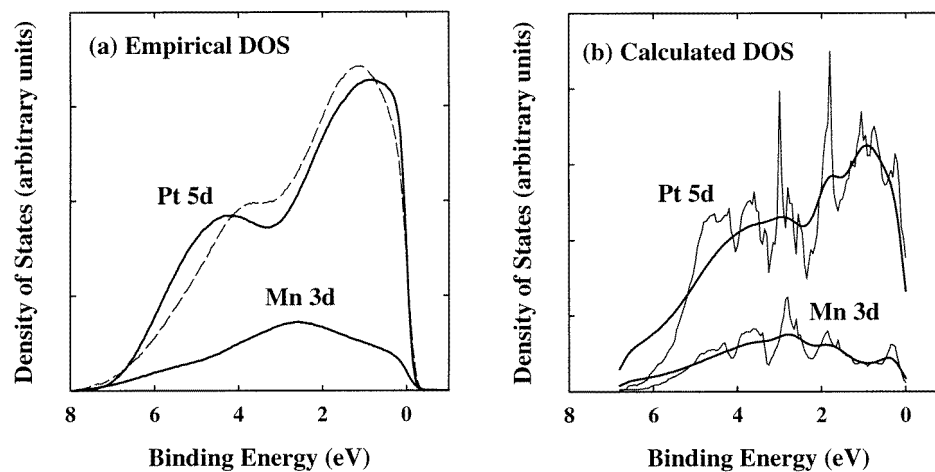 (a) Empirical DOS
Density of States (arbitrary units)
Pt 5d
Mn 3d
8 6 4 2 0
Binding Energy (eV)
(b) Calculated DOS
Density of States (arbitrary units)
Pt 5d
Mn 3d
8 6 4 2 0
Binding Energy (eV)